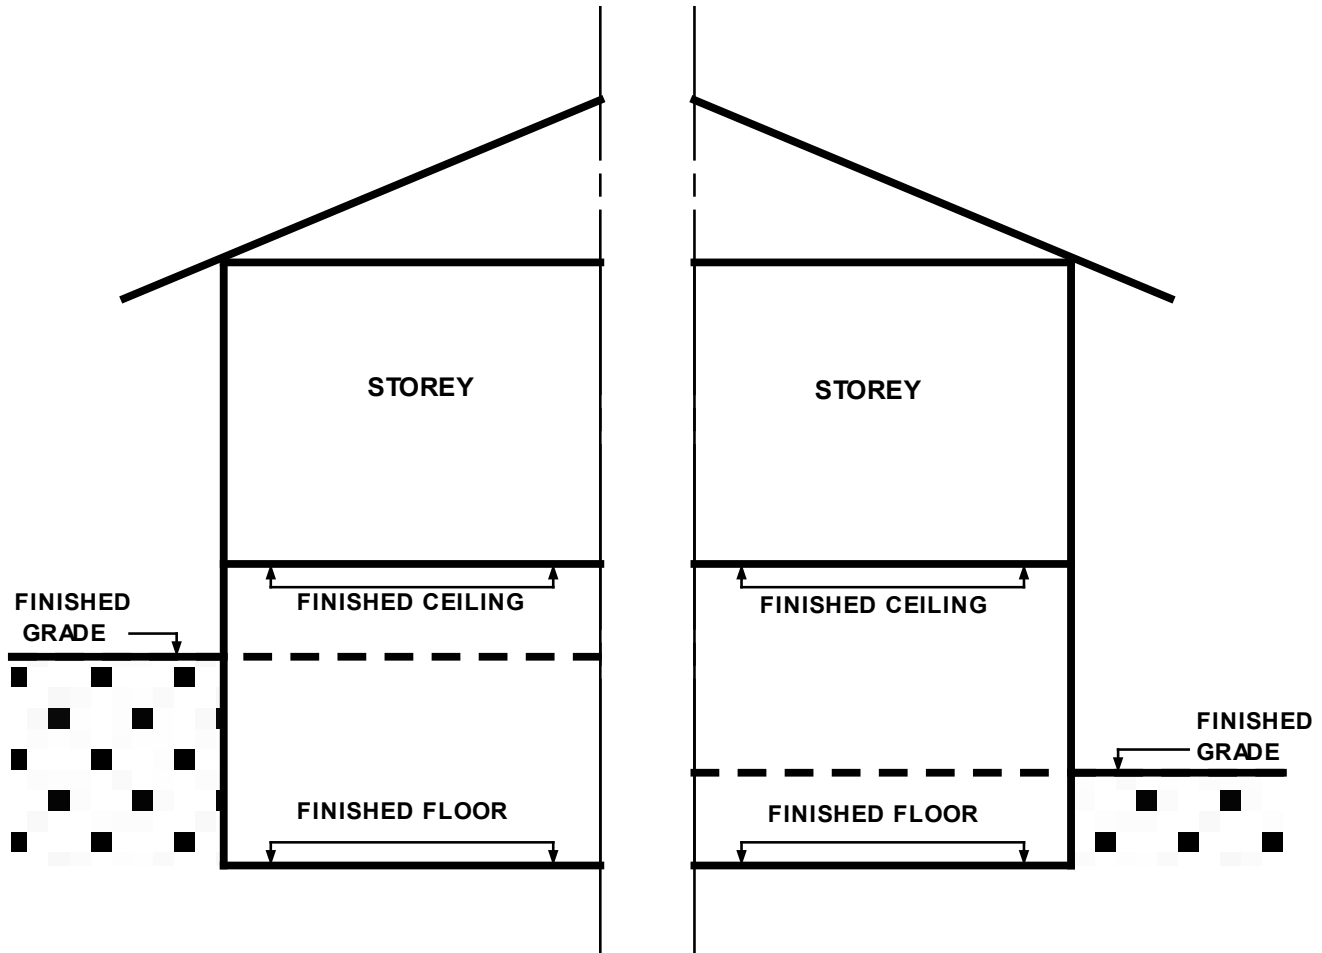 STOREY
STOREY
FINISHED CEILING
FINISHED CEILING
FINISHED
GRADE
FINISHED
GRADE
FINISHED FLOOR
FINISHED FLOOR